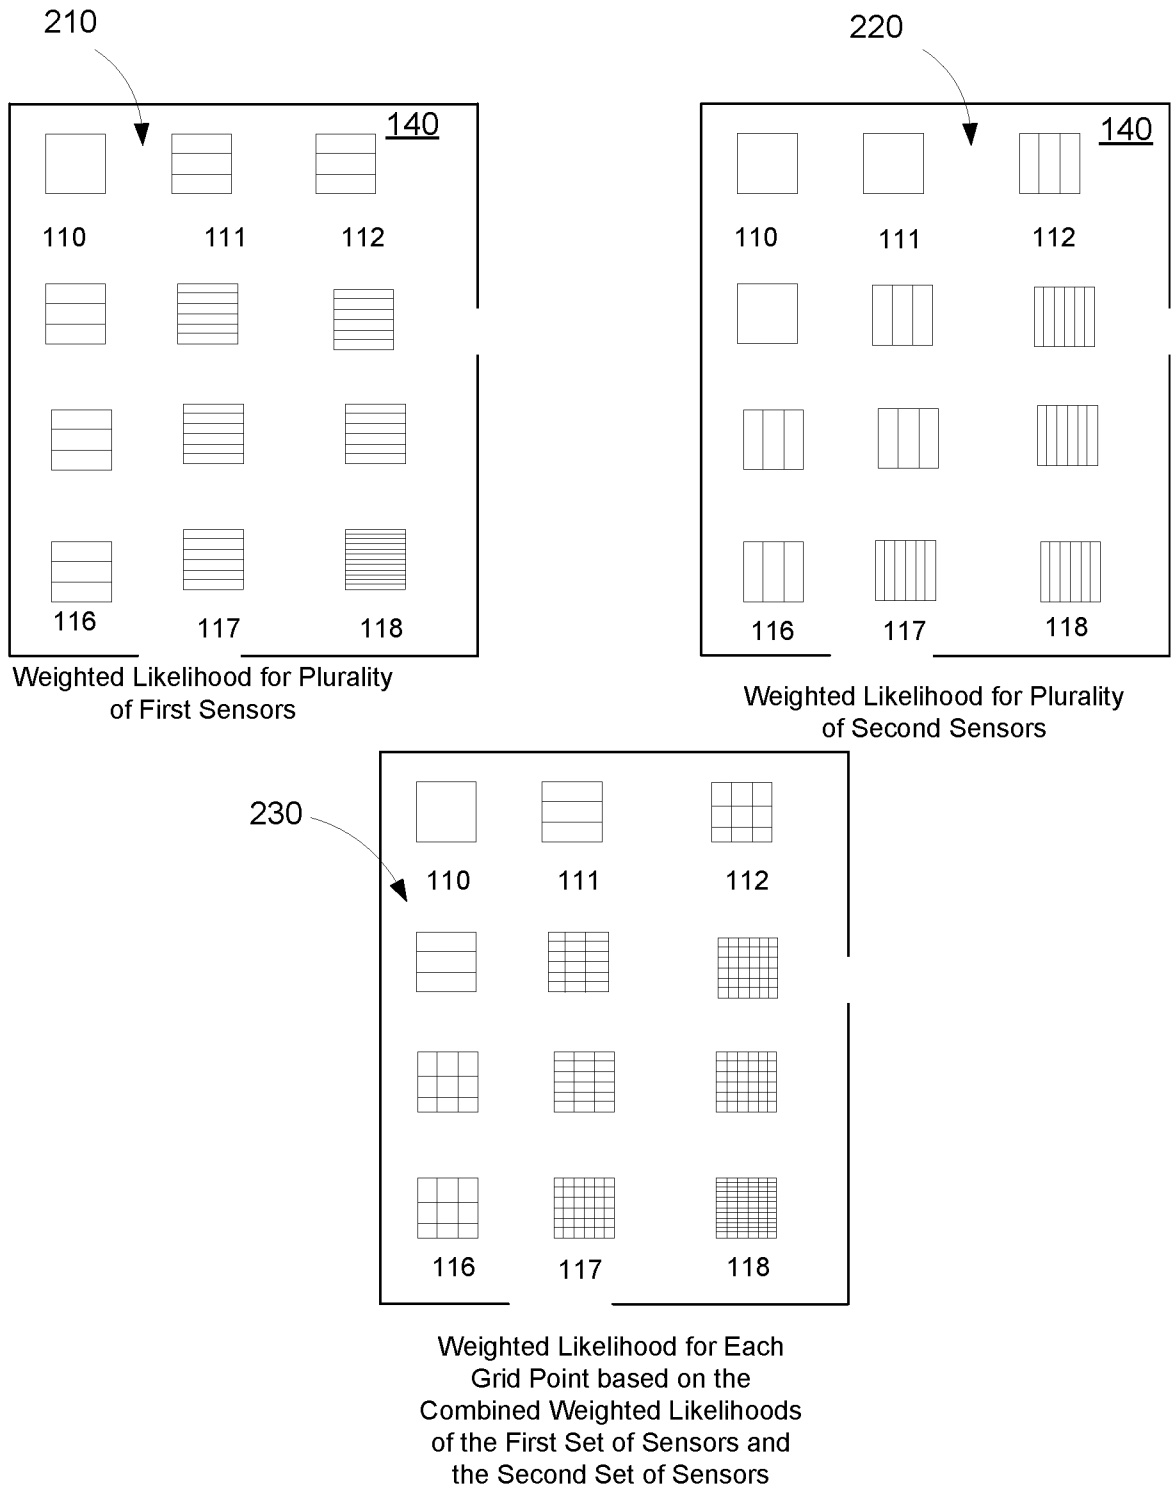 210
220
140
110
111
112
116
117
118
Weighted Likelihood for Plurality
of First Sensors
140
110
111
112
116
117
118
Weighted Likelihood for Plurality
of Second Sensors
230
110
111
112
116
117
118
Weighted Likelihood for Each
Grid Point based on the
Combined Weighted Likelihoods
of the First Set of Sensors and
the Second Set of Sensors